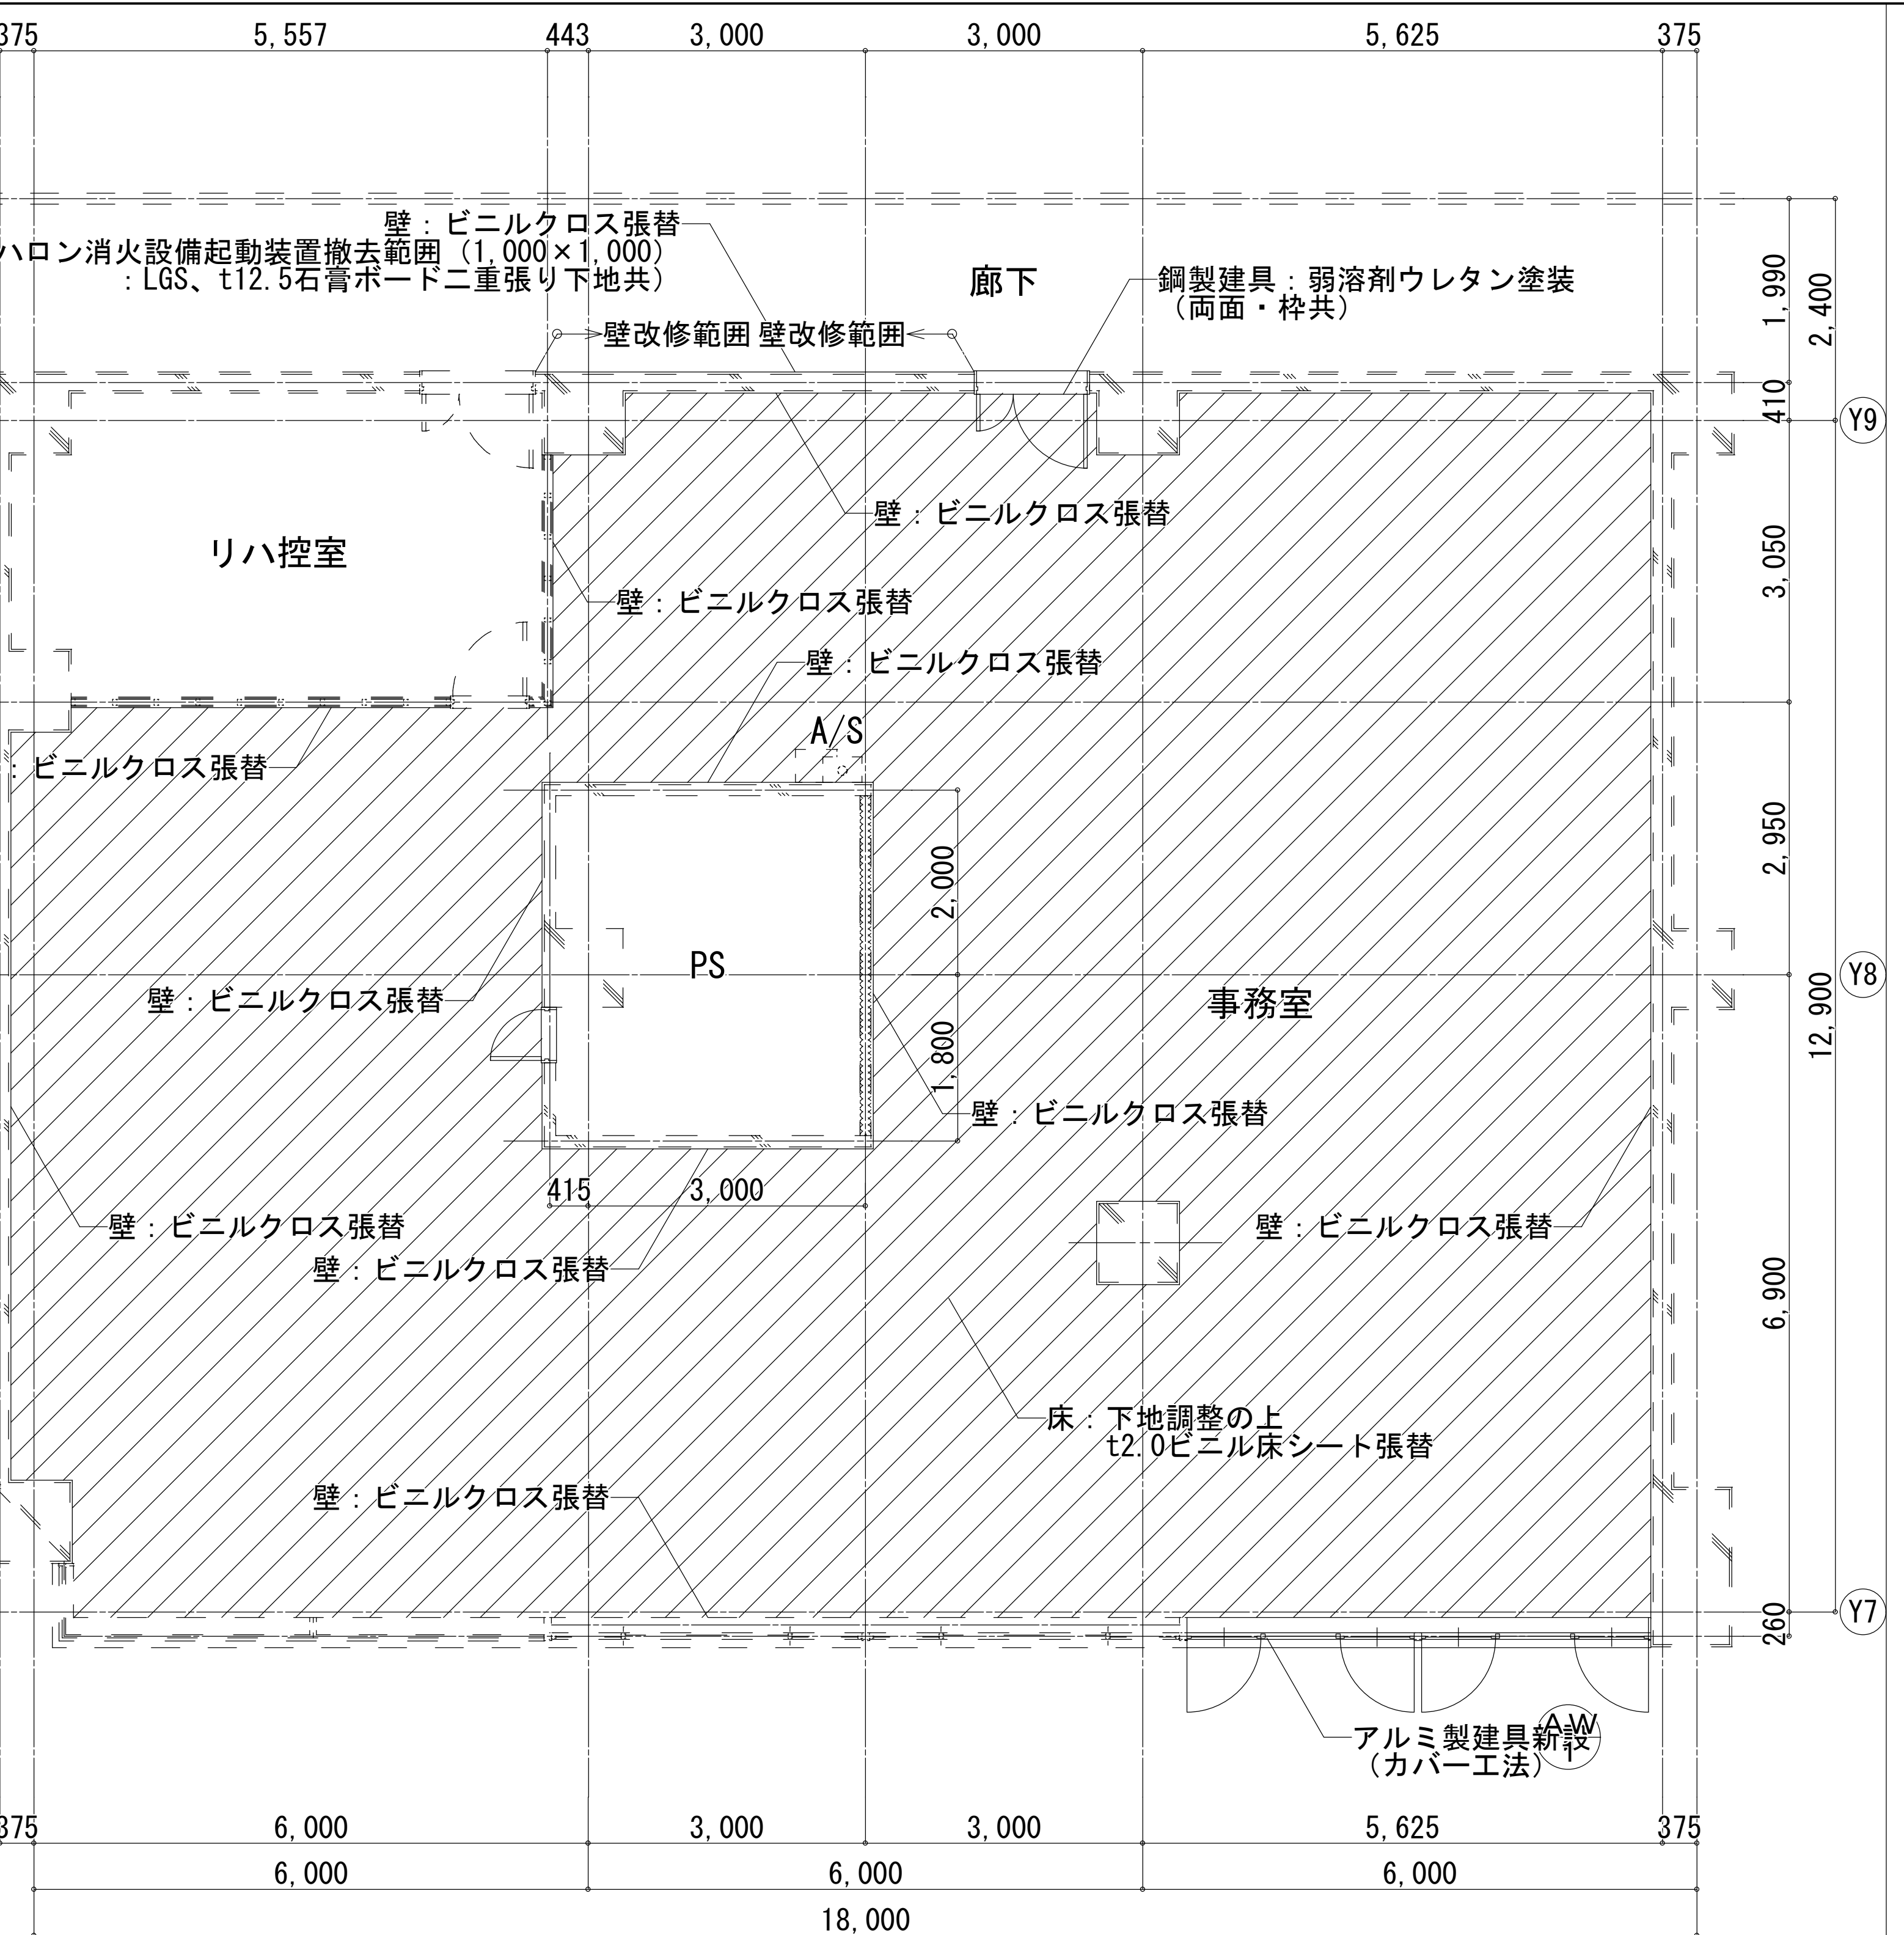 375 5,557 443 3,000 3,000 5,625 375
壁：ビニルクロス張替
ハロン消火設備起動装置撤去範囲（1,000×1,000）
：LGS、t12.5石膏ボード二重張り下地共）
廊下
鋼製建具：弱溶剤ウレタン塗装
（両面・枠共）
壁改修範囲 壁改修範囲
1,990
2,400
410
Y9
壁：ビニルクロス張替
リハ控室
3,050
壁：ビニルクロス張替
壁：ビニルクロス張替
A/S
：ビニルクロス張替
2,950
2,000
PS
Y8
壁：ビニルクロス張替
事務室
12,900
1,800
壁：ビニルクロス張替
415 3,000
壁：ビニルクロス張替
壁：ビニルクロス張替
壁：ビニルクロス張替
6,900
床：下地調整の上
t2.0ビニル床シート張替
壁：ビニルクロス張替
260
Y7
アルミ製建具新設
（カバー工法）
AW
1
375 6,000 3,000 3,000 5,625 375
6,000 6,000 6,000
18,000